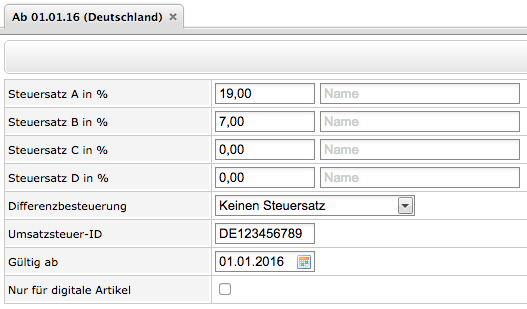 Ab 01.01.16 (Deutschland) ×
Steuersatz A in % 19,00 Name
Steuersatz B in % 7,00 Name
Steuersatz C in % 0,00 Name
Steuersatz D in % 0,00 Name
Differenzbesteuerung Keinen Steuersatz
Umsatzsteuer-ID DE123456789
Gültig ab 01.01.2016
Nur für digitale Artikel